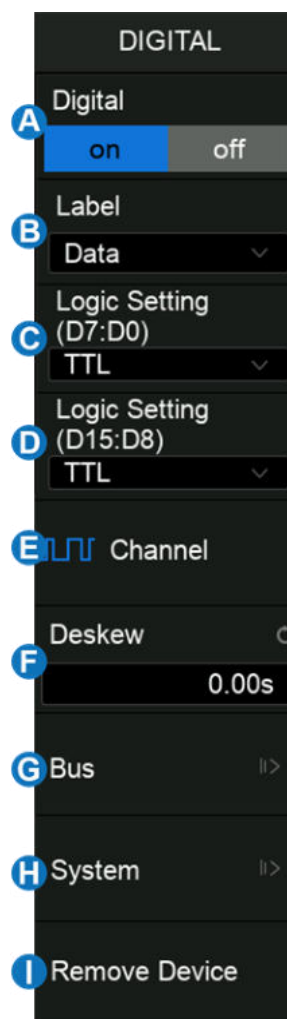 DIGITAL
A
Digital
on off
B
Label
Data
C
Logic Setting
(D7:D0)
TTL
D
Logic Setting
(D15:D8)
TTL
E
Channel
F
Deskew
0.00s
G
Bus
H
System
I
Remove Device